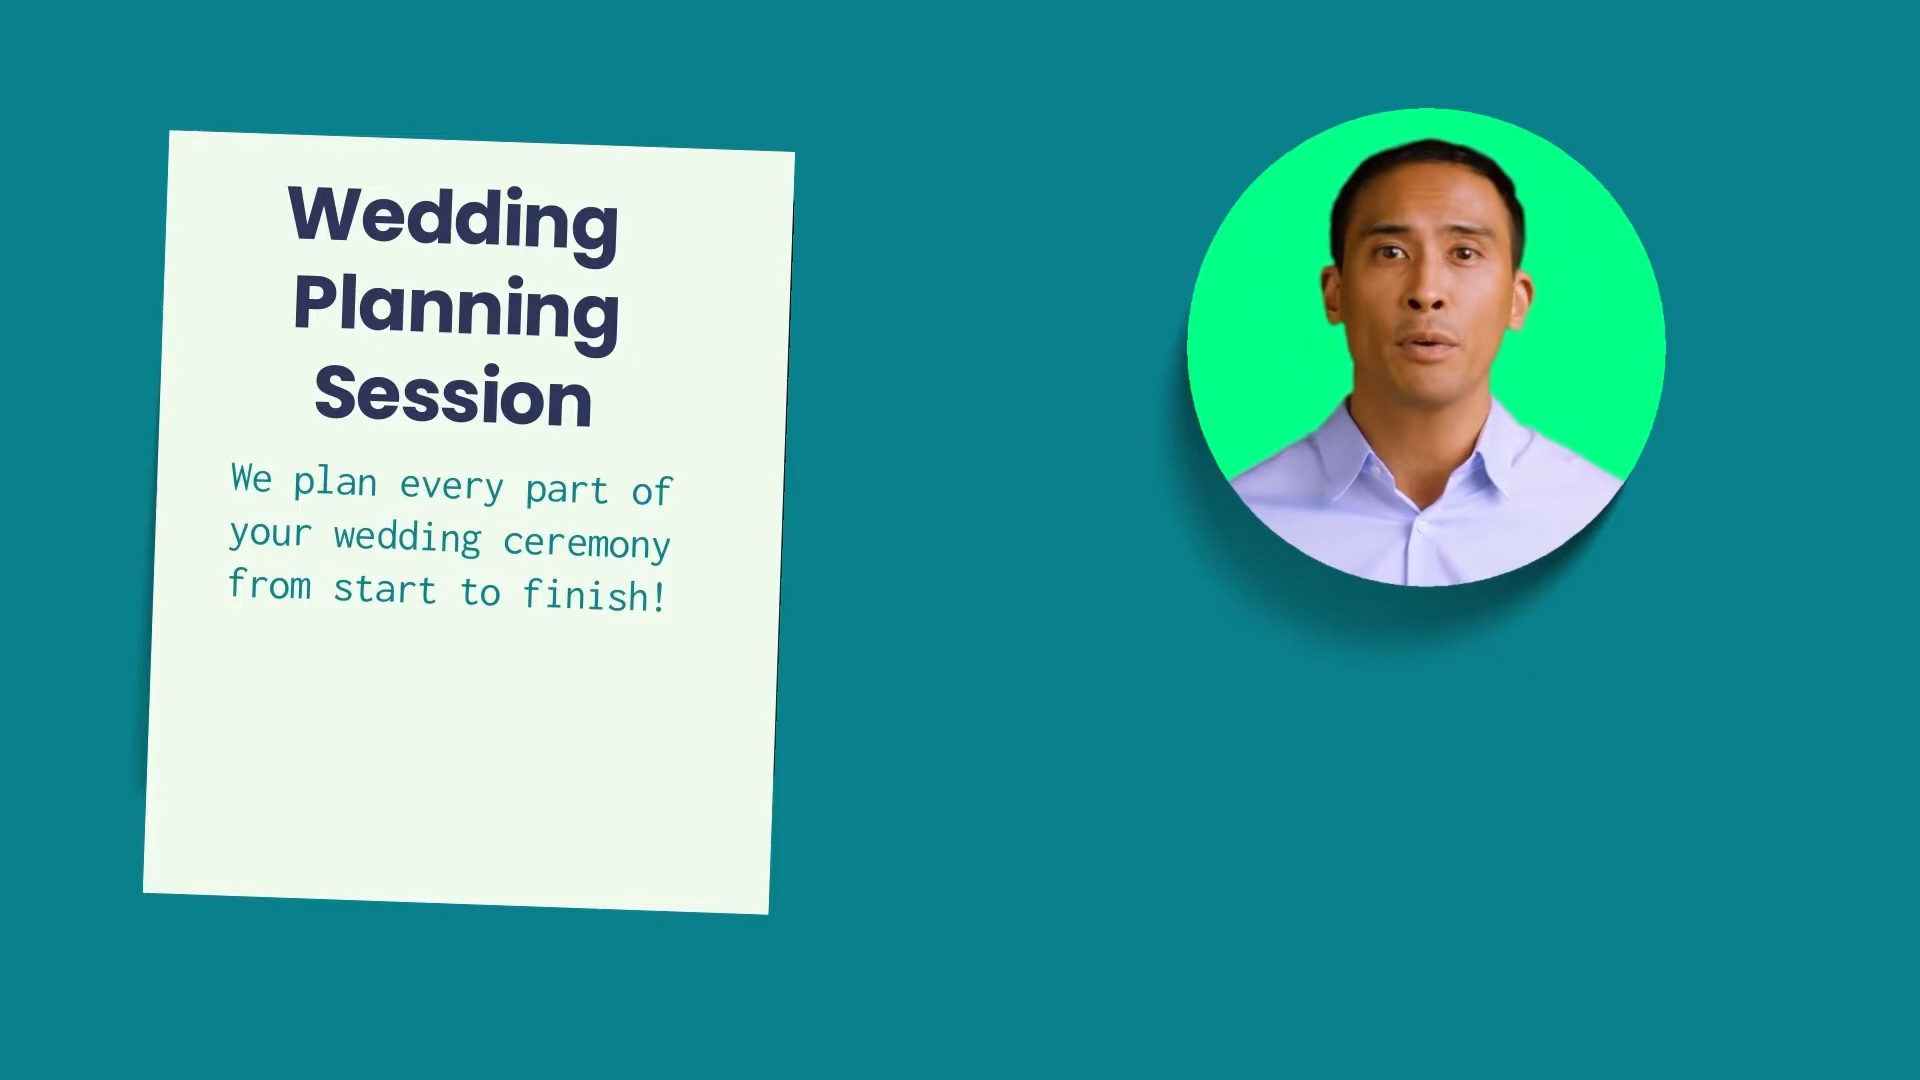 Wedding
Planning
Session
We plan every part of
your wedding ceremony
from start to finish!